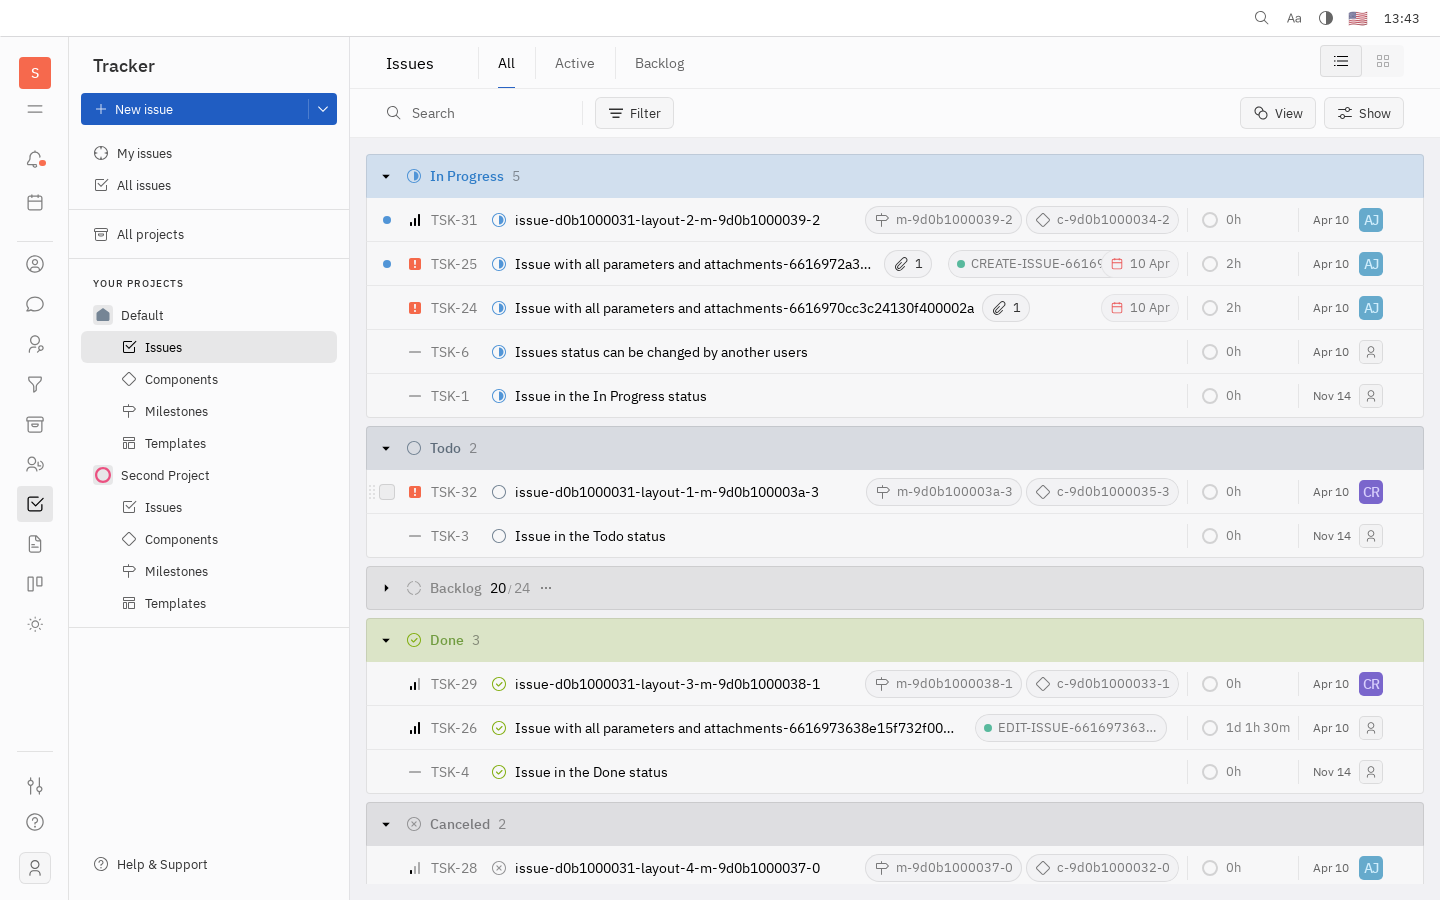 Aa 13:43
S
Tracker
New issue
My issues
All issues
All projects
YOUR PROJECTS
Default
Issues
Components
Milestones
Templates
Second Project
Issues
Components
Milestones
Templates
Help & Support
Issues All Active Backlog
Search Filter View Show
In Progress 5
TSK-31 issue-d0b1000031-layout-2-m-9d0b1000039-2 m-9d0b1000039-2 c-9d0b1000034-2 0h Apr 10 AJ
TSK-25 Issue with all parameters and attachments-6616972a3... 1 CREATE-ISSUE-66169 10 Apr 2h Apr 10 AJ
TSK-24 Issue with all parameters and attachments-6616970cc3c24130f400002a 1 10 Apr 2h Apr 10 AJ
TSK-6 Issues status can be changed by another users 0h Apr 10
TSK-1 Issue in the In Progress status 0h Nov 14
Todo 2
TSK-32 issue-d0b1000031-layout-1-m-9d0b100003a-3 m-9d0b100003a-3 c-9d0b1000035-3 0h Apr 10 CR
TSK-3 Issue in the Todo status 0h Nov 14
Backlog 20/24 ...
Done 3
TSK-29 issue-d0b1000031-layout-3-m-9d0b1000038-1 m-9d0b1000038-1 c-9d0b1000033-1 0h Apr 10 CR
TSK-26 Issue with all parameters and attachments-6616973638e15f732f00... EDIT-ISSUE-661697363... 1d 1h 30m Apr 10
TSK-4 Issue in the Done status 0h Nov 14
Canceled 2
TSK-28 issue-d0b1000031-layout-4-m-9d0b1000037-0 m-9d0b1000037-0 c-9d0b1000032-0 0h Apr 10 AJ